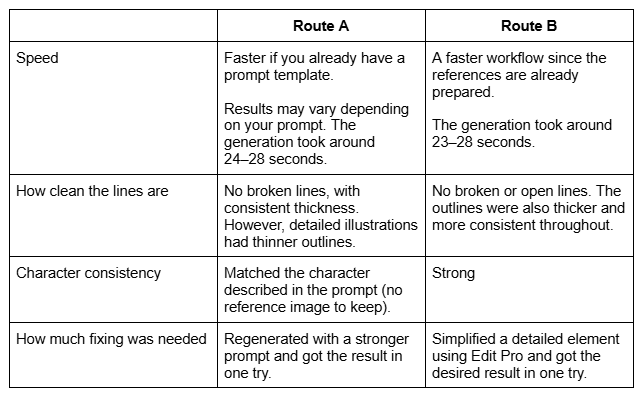 Route A
Route B
Speed
Faster if you already have a
prompt template.
Results may vary depending
on your prompt. The
generation took around
24–28 seconds.
A faster workflow since the
references are already
prepared.
The generation took around
23–28 seconds.
How clean the lines are
No broken lines, with
consistent thickness.
However, detailed illustrations
had thinner outlines.
No broken or open lines. The
outlines were also thicker and
more consistent throughout.
Character consistency
Matched the character
described in the prompt (no
reference image to keep).
Strong
How much fixing was needed
Regenerated with a stronger
prompt and got the result in
one try.
Simplified a detailed element
using Edit Pro and got the
desired result in one try.